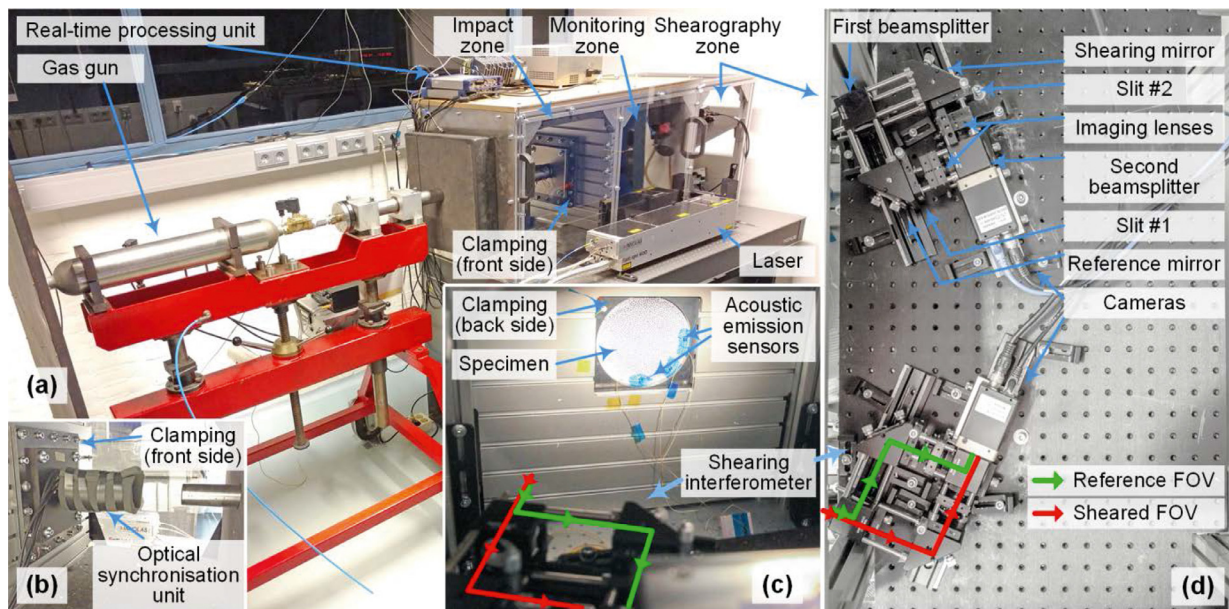 (a)
Real-time processing unit
Gas gun
Impact
zone
Monitoring
zone
Shearography
zone
Clamping
(front side)
Laser
(b)
Clamping
(front side)
Optical
synchronisation
unit
(c)
Clamping
(back side)
Specimen
Acoustic
emission
sensors
Shearing
interferometer
(d)
First beamsplitter
Shearing mirror
Slit #2
Imaging lenses
Second
beamsplitter
Slit #1
Reference mirror
Cameras
Reference FOV
Sheared FOV